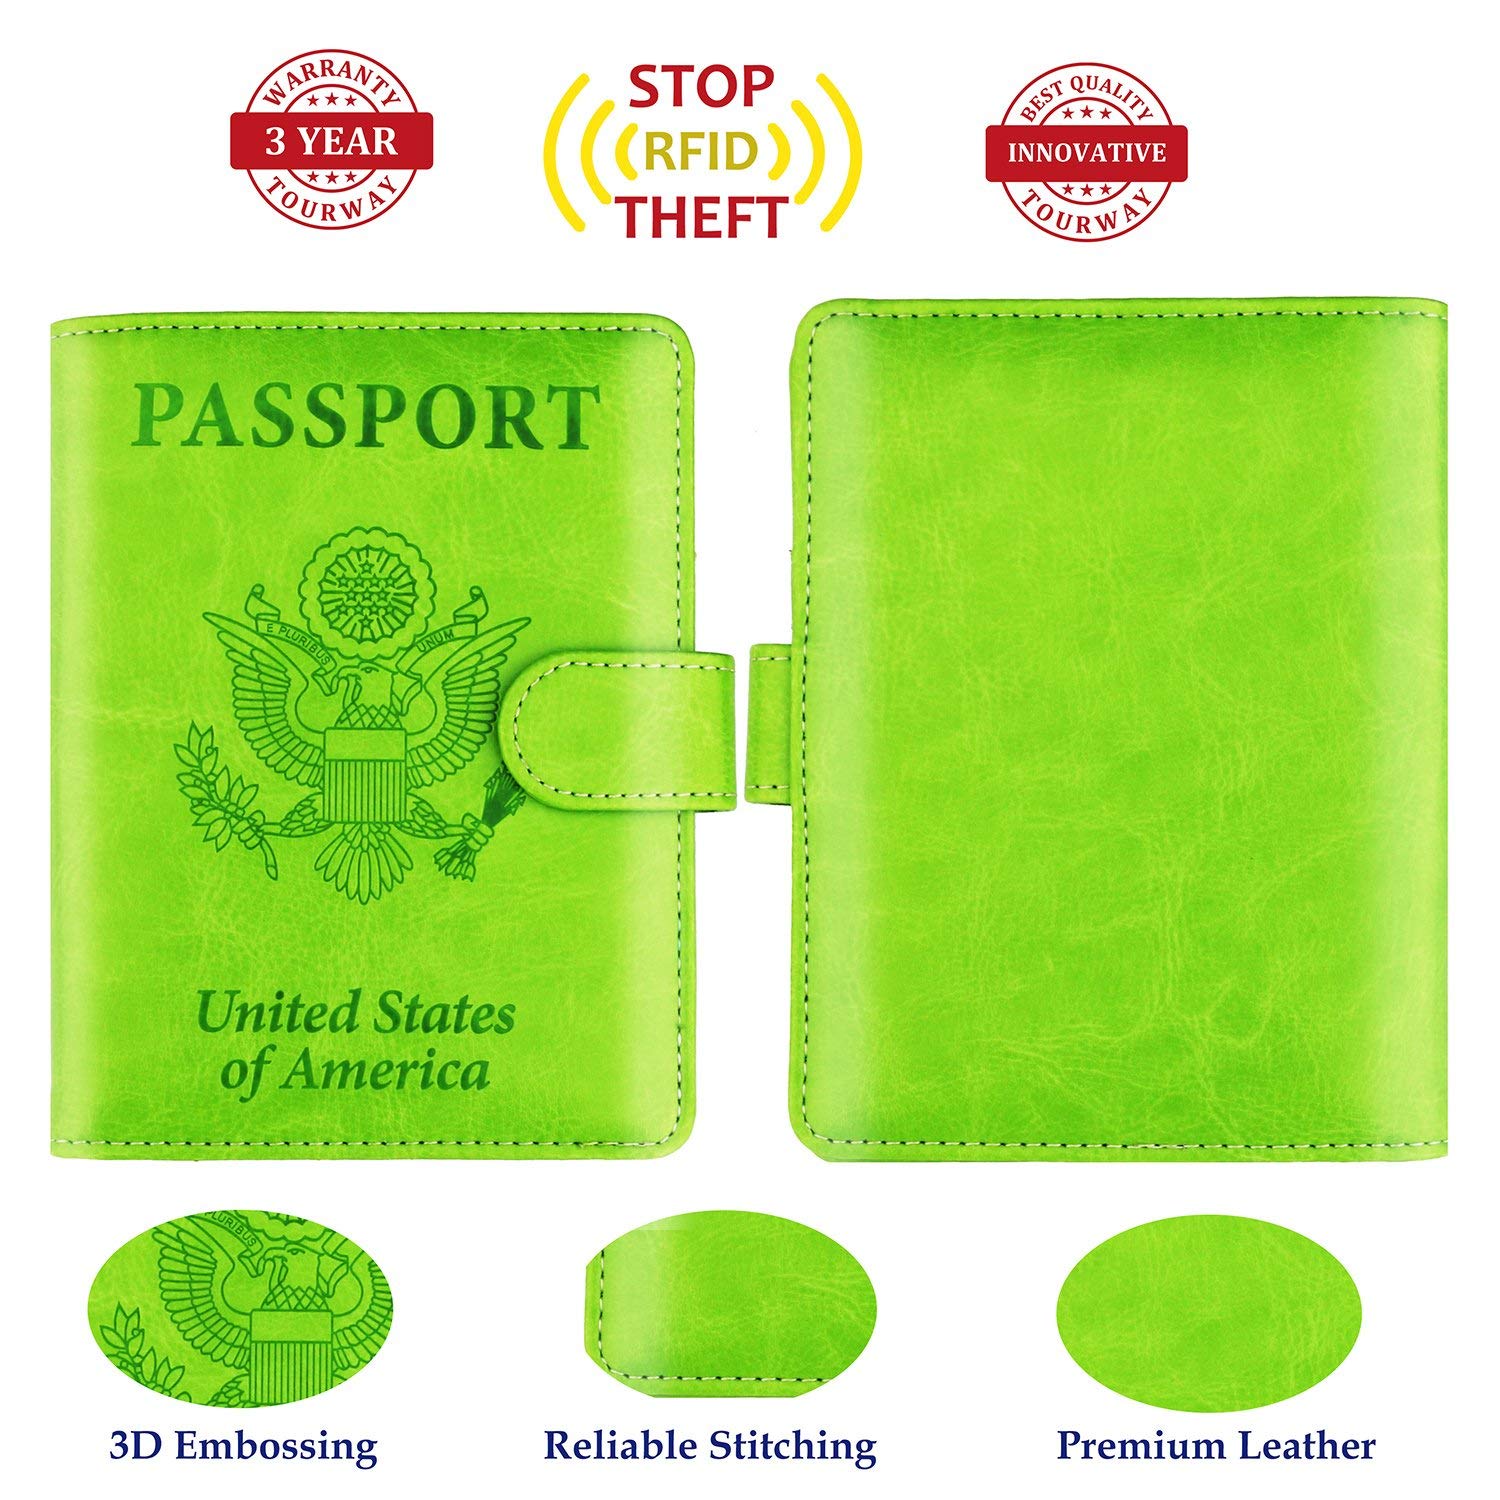 WARRANTY
3 YEAR
TOURWAY
STOP
RFID
THEFT
BEST QUALITY
INNOVATIVE
TOURWAY
PASSPORT
E PLURIBUS UNUM
United States
of America
PLURIBUS
3D Embossing
Reliable Stitching
Premium Leather